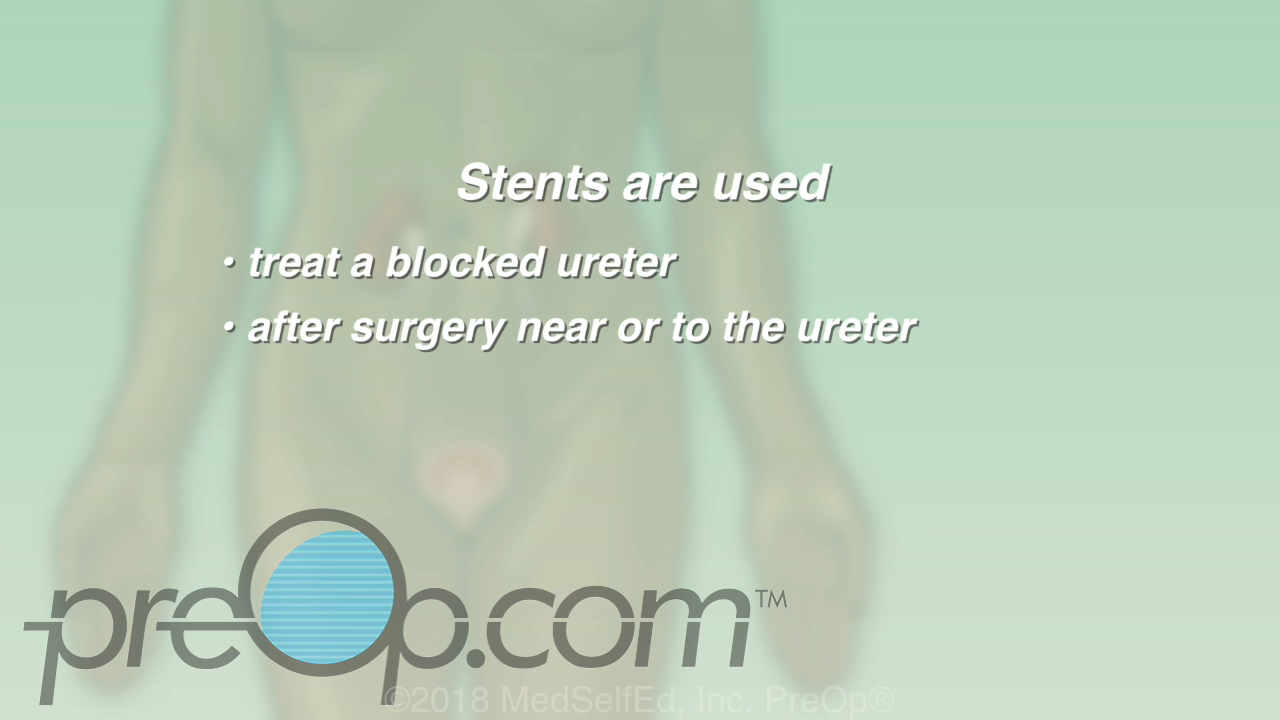 Stents are used
• treat a blocked ureter
• after surgery near or to the ureter
preOp.com™
©2018 MedSelfEd, Inc. PreOp®